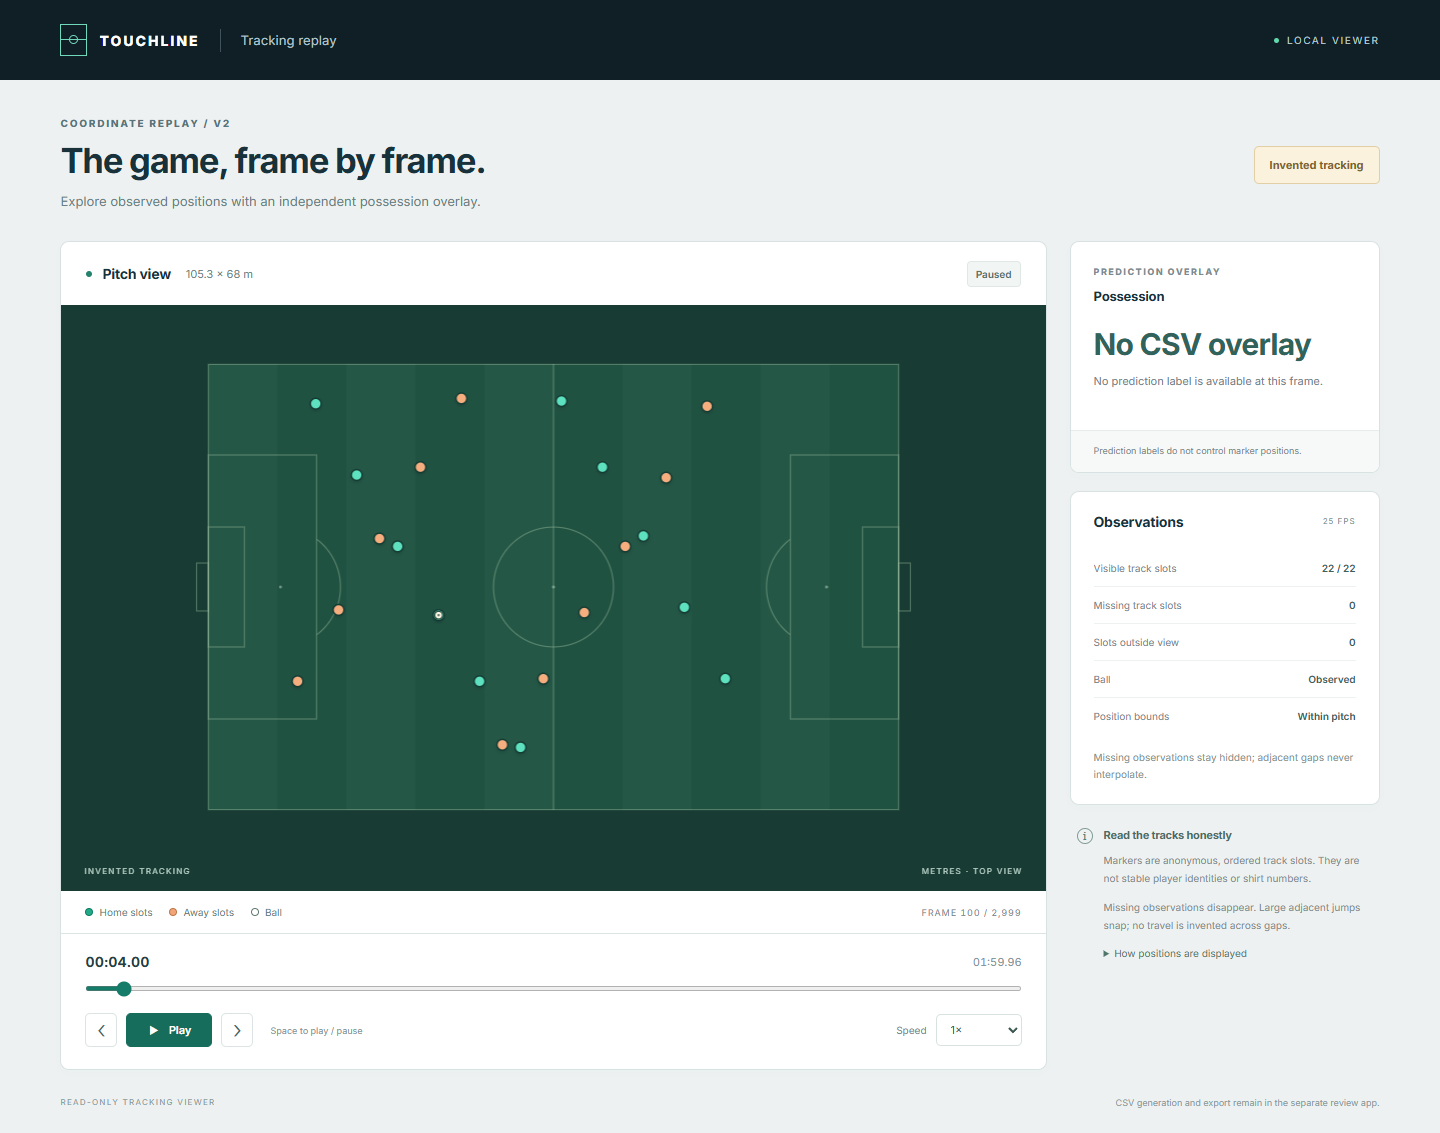 TOUCHLINE
Tracking replay
LOCAL VIEWER
COORDINATE REPLAY / V2
The game, frame by frame.
Explore observed positions with an independent possession overlay.
Invented tracking
Pitch view
105.3 × 68 m
Paused
INVENTED TRACKING
METRES · TOP VIEW
Home slots
Away slots
Ball
FRAME 100 / 2,999
00:04.00
01:59.96
Play
Space to play / pause
Speed
1×
PREDICTION OVERLAY
Possession
No CSV overlay
No prediction label is available at this frame.
Prediction labels do not control marker positions.
Observations
25 FPS
Visible track slots
22 / 22
Missing track slots
0
Slots outside view
0
Ball
Observed
Position bounds
Within pitch
Missing observations stay hidden; adjacent gaps never
interpolate.
Read the tracks honestly
Markers are anonymous, ordered track slots. They are
not stable player identities or shirt numbers.
Missing observations disappear. Large adjacent jumps
snap; no travel is invented across gaps.
How positions are displayed
READ-ONLY TRACKING VIEWER
CSV generation and export remain in the separate review app.